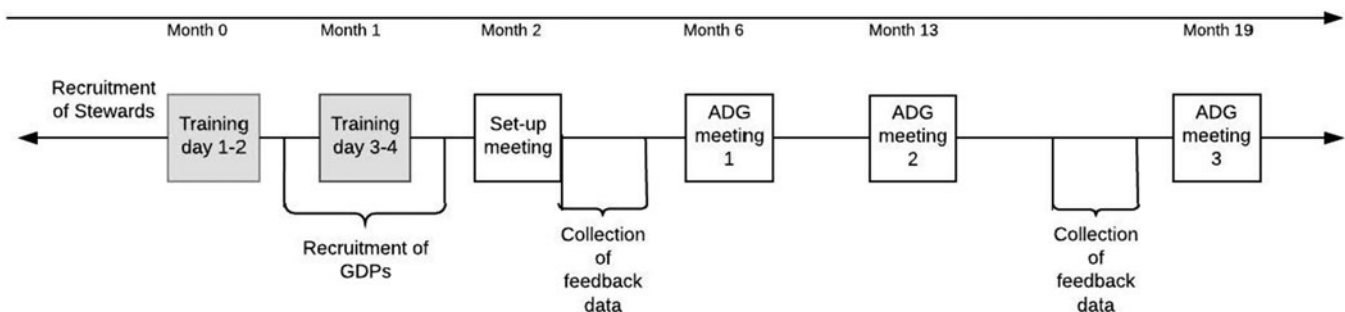 Month 0
Month 1
Month 2
Month 6
Month 13
Month 19
Recruitment
of Stewards
Training
day 1-2
Training
day 3-4
Set-up
meeting
ADG
meeting
1
ADG
meeting
2
ADG
meeting
3
Recruitment of
GDPs
Collection
of
feedback
data
Collection
of
feedback
data